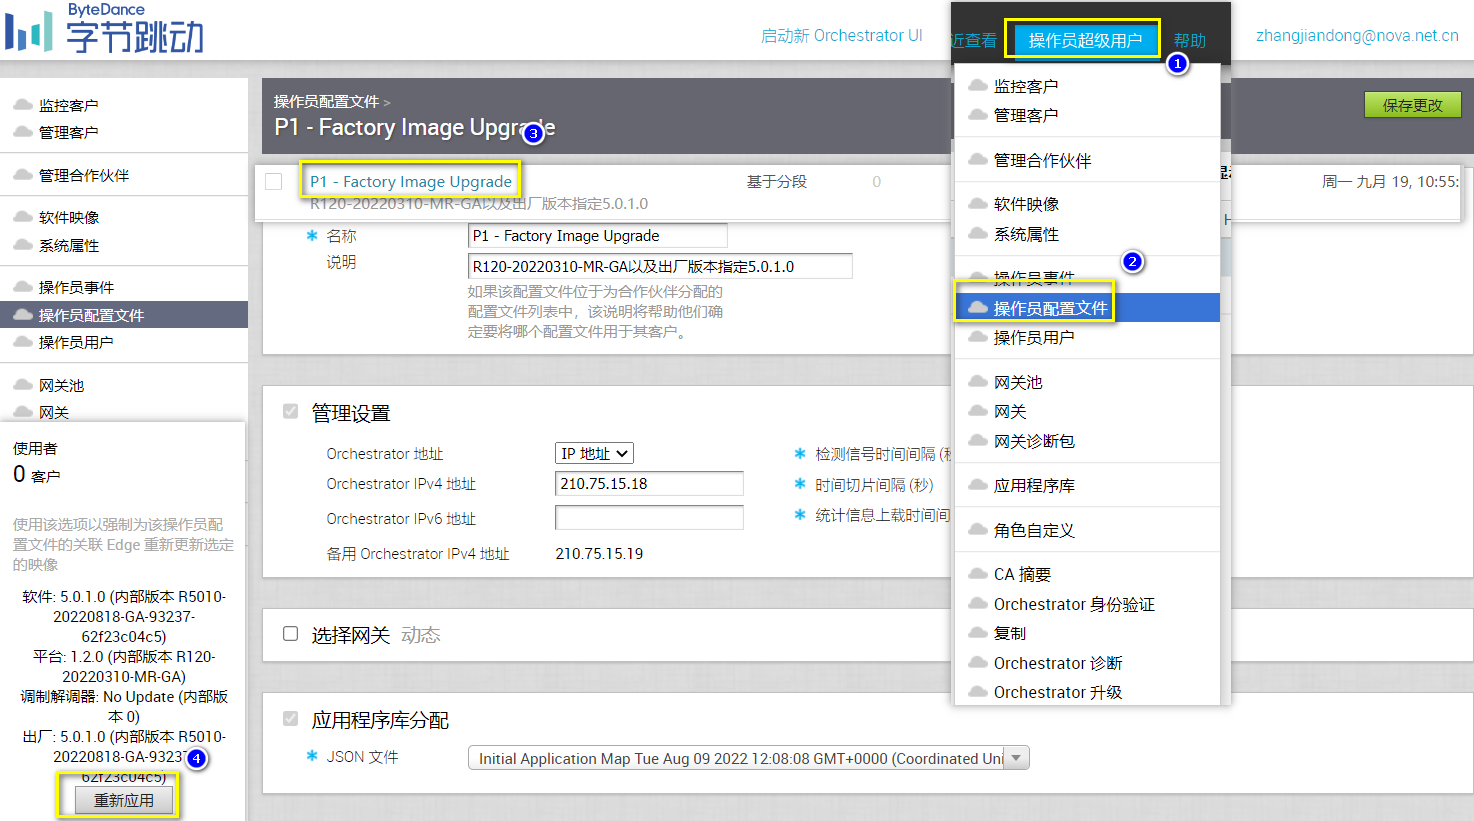 ByteDance
字节跳动
启动新 Orchestrator UI
近查看
操作员超级用户
帮助
zhangjiandong@nova.net.cn
1
监控客户
管理客户
管理合作伙伴
软件映像
系统属性
操作员事件
操作员配置文件
操作员用户
网关池
网关
使用者
0 客户
使用该选项以强制为该操作员配
置文件的关联 Edge 重新更新选定
的映像
软件: 5.0.1.0 (内部版本 R5010-
20220818-GA-93237-
62f23c04c5)
平台: 1.2.0 (内部版本 R120-
20220310-MR-GA)
调制解调器: No Update (内部版
本 0)
出厂: 5.0.1.0 (内部版本 R5010-
20220818-GA-9323
62f23c04c5)
4
重新应用
操作员配置文件 >
P1 - Factory Image Upgrade
3
保存更改
P1 - Factory Image Upgrade
基于分段
0
周一 九月 19, 10:55:
R120-20220310-MR-GA以及出厂版本指定5.0.1.0
名称
P1 - Factory Image Upgrade
说明
R120-20220310-MR-GA以及出厂版本指定5.0.1.0
如果该配置文件位于为合作伙伴分配的
配置文件列表中，该说明将帮助他们确
定要将哪个配置文件用于其客户。
管理设置
Orchestrator 地址
IP 地址
检测信号时间间隔 (
Orchestrator IPv4 地址
210.75.15.18
时间切片间隔 (秒)
Orchestrator IPv6 地址
统计信息上载时间间
备用 Orchestrator IPv4 地址
210.75.15.19
选择网关 动态
应用程序库分配
JSON 文件
Initial Application Map Tue Aug 09 2022 12:08:08 GMT+0000 (Coordinated Uni
监控客户
管理客户
管理合作伙伴
软件映像
系统属性
2
操作员事件
操作员配置文件
操作员用户
网关池
网关
网关诊断包
应用程序库
角色自定义
CA 摘要
Orchestrator 身份验证
复制
Orchestrator 诊断
Orchestrator 升级